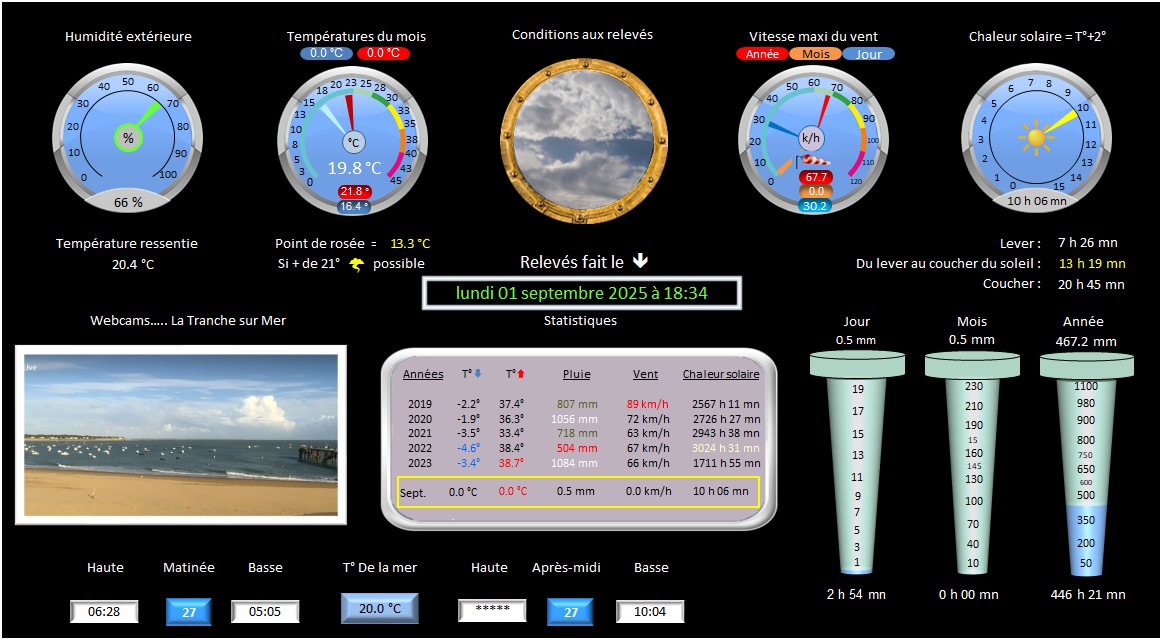 Humidité extérieure
Températures du mois
Conditions aux relevés
Vitesse maxi du vent
Chaleur solaire = T°+2°
0.0 °C 0.0 °C
Année Mois Jour
0 10 20 30 40 50 60 70 80 90 100
%
66 %
0 3 5 8 10 13 15 18 20 23 25 28 30 33 35 38 40 43 45
°C
19.8 °C
21.8 °
16.4 °
0 10 20 30 40 50 60 70 80 90 100 110 120
k/h
67.7
0.0
30.2
0 1 2 3 4 5 6 7 8 9 10 11 12 13 14 15
10 h 06 mn
Température ressentie
20.4 °C
Point de rosée = 13.3 °C
Si + de 21° possible
Relevés fait le
lundi 01 septembre 2025 à 18:34
Lever : 7 h 26 mn
Du lever au coucher du soleil : 13 h 19 mn
Coucher : 20 h 45 mn
Webcams..... La Tranche sur Mer
Live
Statistiques
Années T° T° Pluie Vent Chaleur solaire
2019 -2.2° 37.4° 807 mm 89 km/h 2567 h 11 mn
2020 -1.9° 36.3° 1056 mm 72 km/h 2726 h 27 mn
2021 -3.5° 33.4° 718 mm 63 km/h 2943 h 38 mn
2022 -4.6° 38.4° 504 mm 67 km/h 3024 h 31 mn
2023 -3.4° 38.7° 1084 mm 66 km/h 1711 h 55 mn
Sept. 0.0 °C 0.0 °C 0.5 mm 0.0 km/h 10 h 06 mn
Jour
0.5 mm
19
17
15
13
11
9
7
5
3
1
2 h 54 mn
Mois
0.5 mm
230
210
190
15
160
145
130
100
70
40
10
0 h 00 mn
Année
467.2 mm
1100
980
900
800
750
650
600
500
350
200
50
446 h 21 mn
Haute Matinée Basse
06:28 27 05:05
T° De la mer
20.0 °C
Haute Après-midi Basse
***** 27 10:04